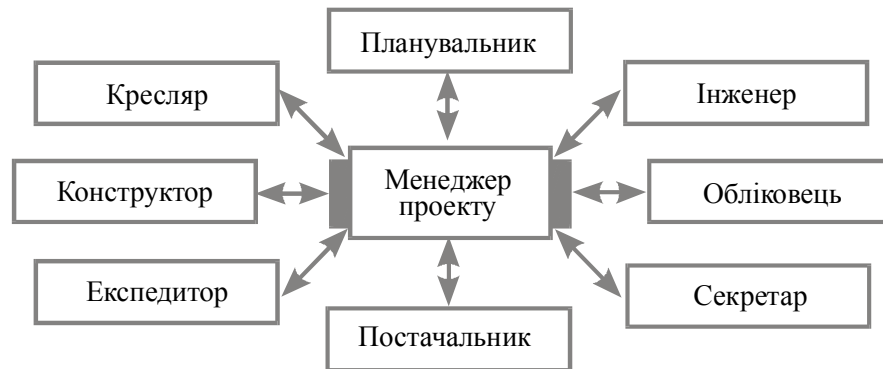 Планувальник
Кресляр
Інженер
Менеджер
проекту
Конструктор
Обліковець
Експедитор
Секретар
Постачальник